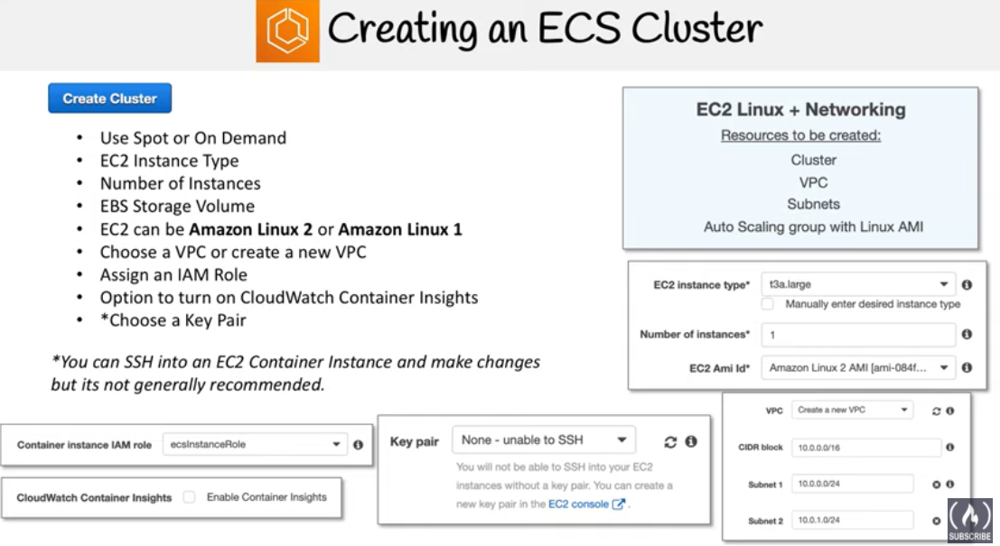 Creating an ECS Cluster
Create Cluster
• Use Spot or On Demand
• EC2 Instance Type
• Number of Instances
• EBS Storage Volume
• EC2 can be Amazon Linux 2 or Amazon Linux 1
• Choose a VPC or create a new VPC
• Assign an IAM Role
• Option to turn on CloudWatch Container Insights
• *Choose a Key Pair
*You can SSH into an EC2 Container Instance and make changes
but its not generally recommended.
EC2 Linux + Networking
Resources to be created:
Cluster
VPC
Subnets
Auto Scaling group with Linux AMI
EC2 instance type* t3a.large
Manually enter desired instance type
Number of instances* 1
EC2 Ami Id* Amazon Linux 2 AMI [ami-084f...
Container instance IAM role ecsInstanceRole
CloudWatch Container Insights Enable Container Insights
Key pair None - unable to SSH
You will not be able to SSH into your EC2
instances without a key pair. You can create a
new key pair in the EC2 console .
VPC Create a new VPC
CIDR block 10.0.0.0/16
Subnet 1 10.0.0.0/24
Subnet 2 10.0.1.0/24
SUBSCRIBE